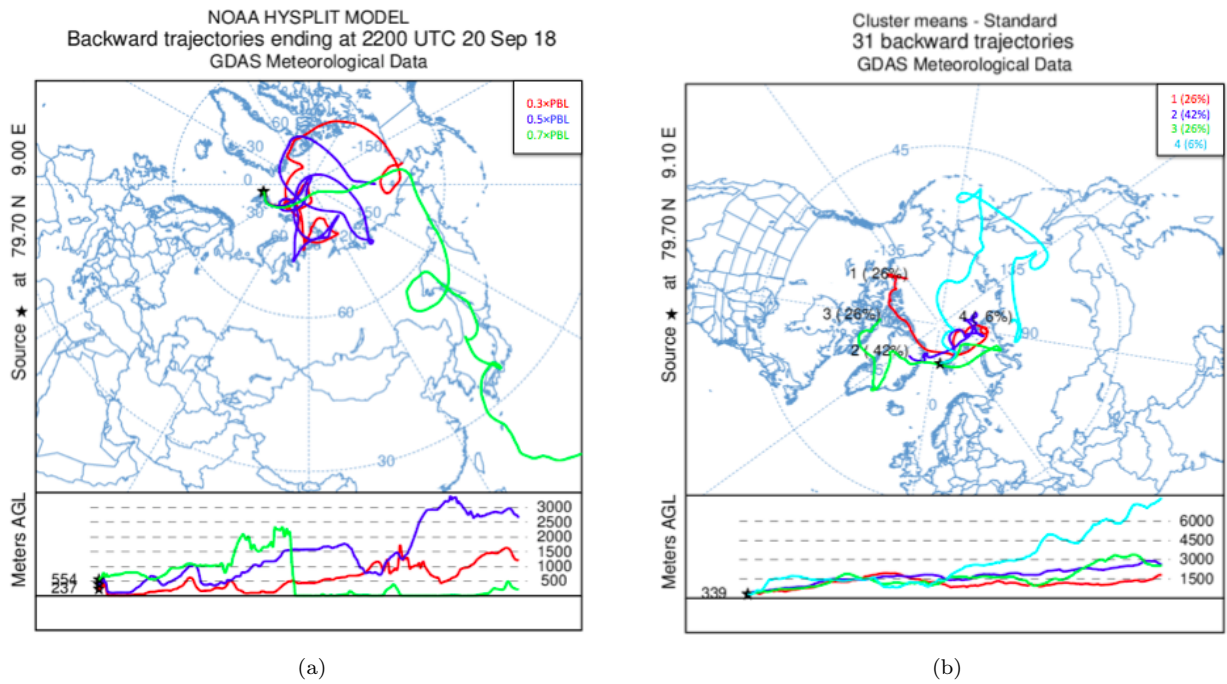 NOAA HYSPLIT MODEL
Backward trajectories ending at 2200 UTC 20 Sep 18
GDAS Meteorological Data
0.3×PBL
0.5×PBL
0.7×PBL
Source ★ at 79.70 N 9.00 E
-60
-30
0
30
60
-150
60
30
Meters AGL
554
237
3000
2500
2000
1500
1000
500
(a)
Cluster means - Standard
31 backward trajectories
GDAS Meteorological Data
1 (26%)
2 (42%)
3 (26%)
4 (6%)
Source ★ at 79.70 N 9.10 E
45
-135
135
1 ( 26%)
3 ( 26%)
4 ( 6%)
90
2 ( 42%)
45
0
Meters AGL
339
6000
4500
3000
1500
(b)